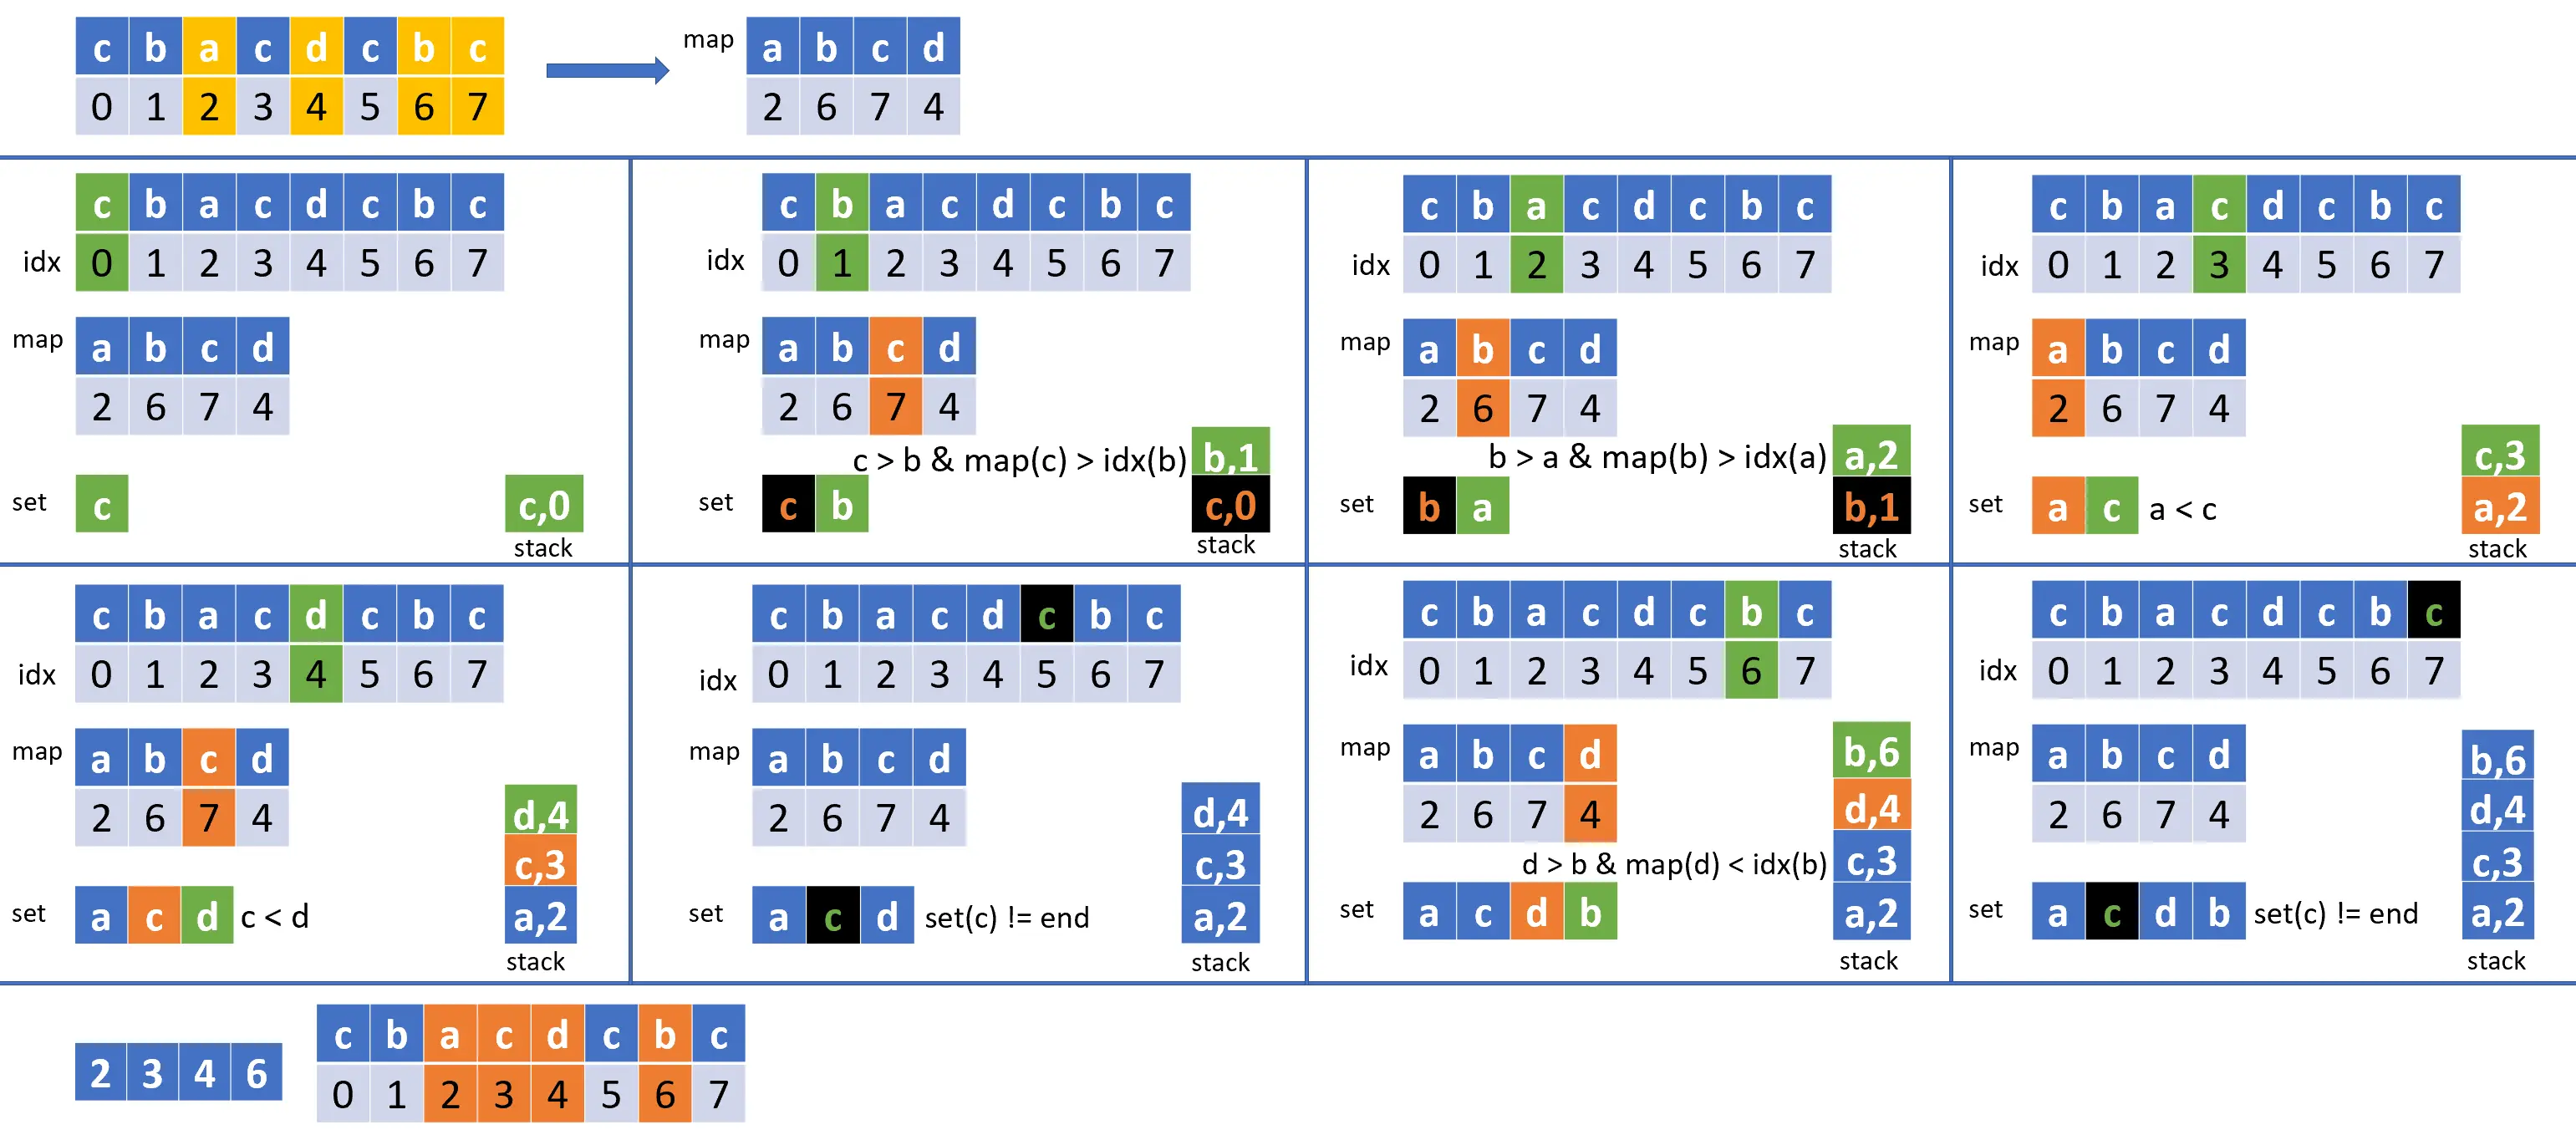 c b a c d c b c
0 1 2 3 4 5 6 7
map a b c d
2 6 7 4
c b a c d c b c
idx 0 1 2 3 4 5 6 7
map a b c d
2 6 7 4
set c
c,0
stack
c b a c d c b c
idx 0 1 2 3 4 5 6 7
map a b c d
2 6 7 4
c > b & map(c) > idx(b)
b,1
set c b
c,0
stack
c b a c d c b c
idx 0 1 2 3 4 5 6 7
map a b c d
2 6 7 4
b > a & map(b) > idx(a)
a,2
set b a
b,1
stack
c b a c d c b c
idx 0 1 2 3 4 5 6 7
map a b c d
2 6 7 4
c,3
set a c a < c
a,2
stack
c b a c d c b c
idx 0 1 2 3 4 5 6 7
map a b c d
2 6 7 4
d,4
c,3
set a c d c < d
a,2
stack
c b a c d c b c
idx 0 1 2 3 4 5 6 7
map a b c d
2 6 7 4
d,4
c,3
set a c d set(c) != end
a,2
stack
c b a c d c b c
idx 0 1 2 3 4 5 6 7
map a b c d
b,6
2 6 7 4
d,4
d > b & map(d) < idx(b)
c,3
set a c d b
a,2
stack
c b a c d c b c
idx 0 1 2 3 4 5 6 7
map a b c d
b,6
2 6 7 4
d,4
c,3
set a c d b set(c) != end
a,2
stack
2 3 4 6
c b a c d c b c
0 1 2 3 4 5 6 7